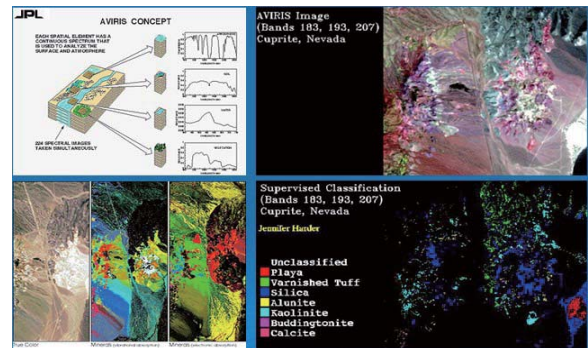 JPL
AVIRIS CONCEPT
EACH SPATIAL ELEMENT HAS A
CONTINUOUS SPECTRUM THAT
IS USED TO ANALYZE THE
SURFACE AND ATMOSPHERE
224 SPECTRAL IMAGES
TAKEN SIMULTANEOUSLY
AVIRIS Image
(Bands 183, 193, 207)
Cuprite, Nevada
True Color
Minerals
Minerals
Supervised Classification
(Bands 183, 193, 207)
Cuprite, Nevada
Jennifer Harder
Unclassified
Playa
Varnished Tuff
Silica
Alunite
Kaolinite
Buddingtonite
Calcite